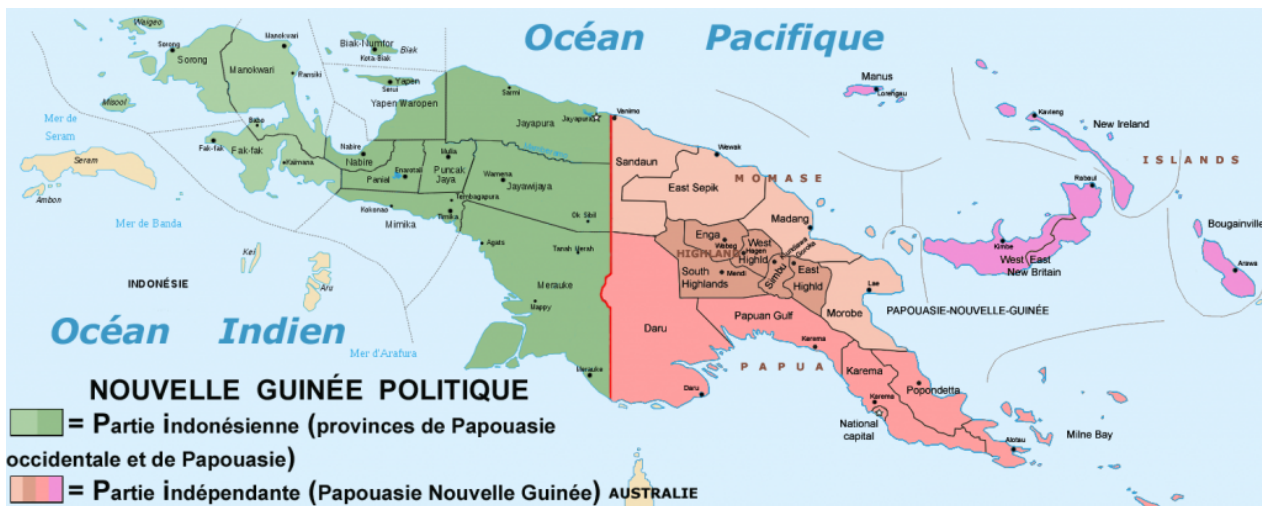 Océan Pacifique
Waigeo
Sorong
Sorong
Manokwari
Manokwari
Ransiki
Biak-Numfor
Biak
Kota-Biak
Yapen
Serui
Yapen Waropen
Misool
Mer de
Seram
Seram
Ambon
Babo
Fak-fak
Fak-fak
Kaimana
Nabire
Nabire
Sarmi
Jayapura
Jayapura
Vanimo
Mulia
Enarotali
Paniai
Puncak
Jaya
Wamena
Jayawijaya
Tembagapura
Timika
Kokonao
Mimika
Ok Sibil
Agats
Tanah Merah
Merauke
Mappy
Merauke
Mer de Banda
Kei
Aru
INDONÉSIE
Océan Indien
Mer d'Arafura
Manus
Lorengau
Kavieng
New Ireland
ISLANDS
Rabaul
Kimbe
West East
New Britain
Bougainville
Arawa
Sandaun
Wewak
MOMASE
East Sepik
Madang
Enga
Wabag
West
Hagen
Highld
HIGHLAND
Kundiawa
Goroka
South
Highlands
Mendi
Simbu
East
Highld
Lae
Morobe
PAPOUASIE-NOUVELLE-GUINÉE
Daru
Papuan Gulf
Kerema
PAPUA
Daru
Karema
Karema
Popondetta
National
capital
Alotau
Milne Bay
NOUVELLE GUINÉE POLITIQUE
= Partie indonésienne (provinces de Papouasie
occidentale et de Papouasie)
= Partie indépendante (Papouasie Nouvelle Guinée)
AUSTRALIE